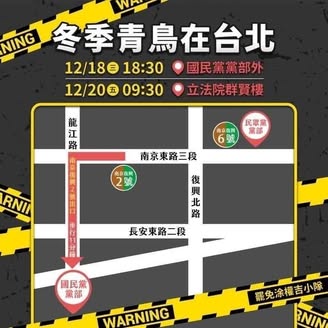 WARNING
WARNING
冬季青鳥在台北
12/18 三 18:30 國民黨黨部外
12/20 五 09:30 立法院群賢樓
龍江路
南京復興
6號
民眾黨
黨部
南京東路三段
南京復興
2號
南京復興2號出口
步行11分鐘
復興北路
長安東路二段
國民黨
黨部
罷免涂權吉小隊
WARNING
WARNING